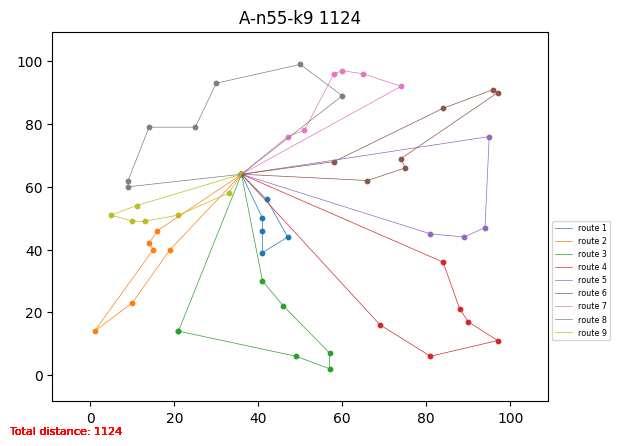 A-n55-k9 1124
100
80
60
40
20
0
0 20 40 60 80 100
route 1
route 2
route 3
route 4
route 5
route 6
route 7
route 8
route 9
Total distance: 1124